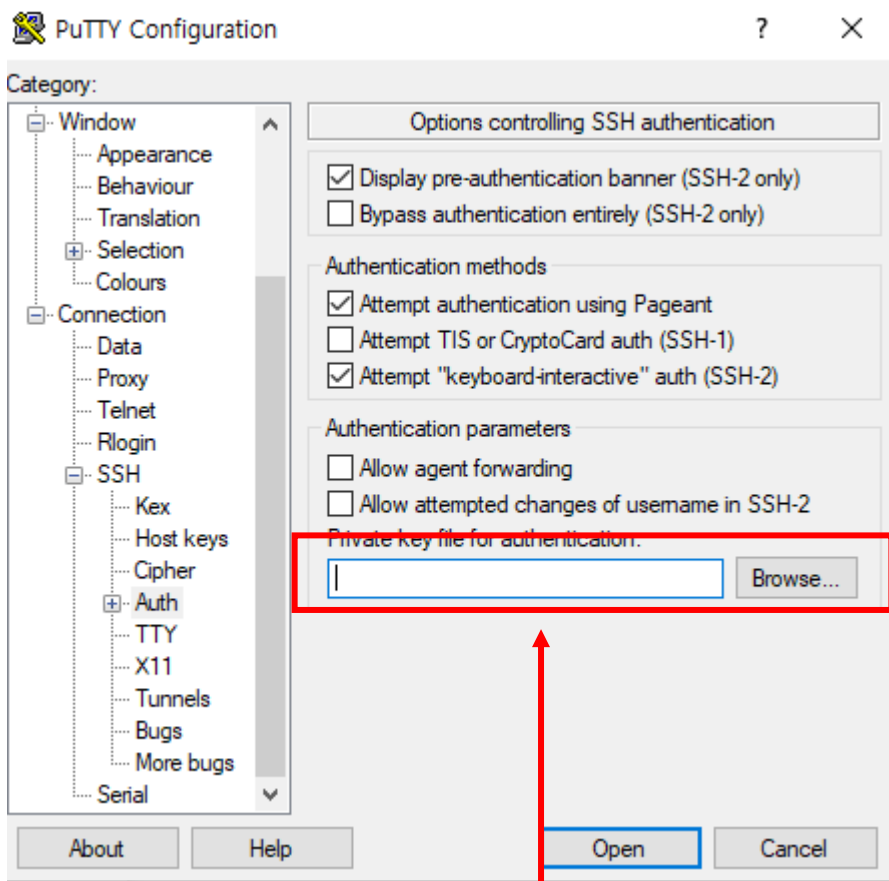 PuTTY Configuration
?
Category:
Window
Appearance
Behaviour
Translation
Selection
Colours
Connection
Data
Proxy
Telnet
Rlogin
SSH
Kex
Host keys
Cipher
Auth
TTY
X11
Tunnels
Bugs
More bugs
Serial
Options controlling SSH authentication
Display pre-authentication banner (SSH-2 only)
Bypass authentication entirely (SSH-2 only)
Authentication methods
Attempt authentication using Pageant
Attempt TIS or CryptoCard auth (SSH-1)
Attempt "keyboard-interactive" auth (SSH-2)
Authentication parameters
Allow agent forwarding
Allow attempted changes of username in SSH-2
Private key file for authentication:
Browse...
About
Help
Open
Cancel